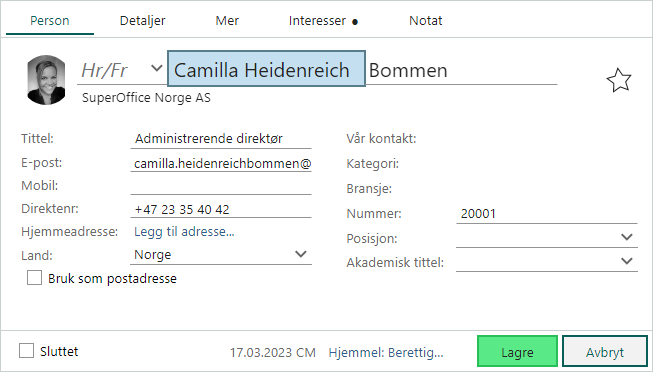 Person Detaljer Mer Interesser ● Notat
Hr/Fr Camilla Heidenreich Bommen
SuperOffice Norge AS
Tittel: Administrerende direktør Vår kontakt:
E-post: camilla.heidenreichbommen@ Kategori:
Mobil: Bransje:
Direktenr: +47 23 35 40 42 Nummer: 20001
Hjemmeadresse: Legg til adresse... Posisjon:
Land: Norge Akademisk tittel:
Bruk som postadresse
Sluttet 17.03.2023 CM Hjemmel: Berettig... Lagre Avbryt